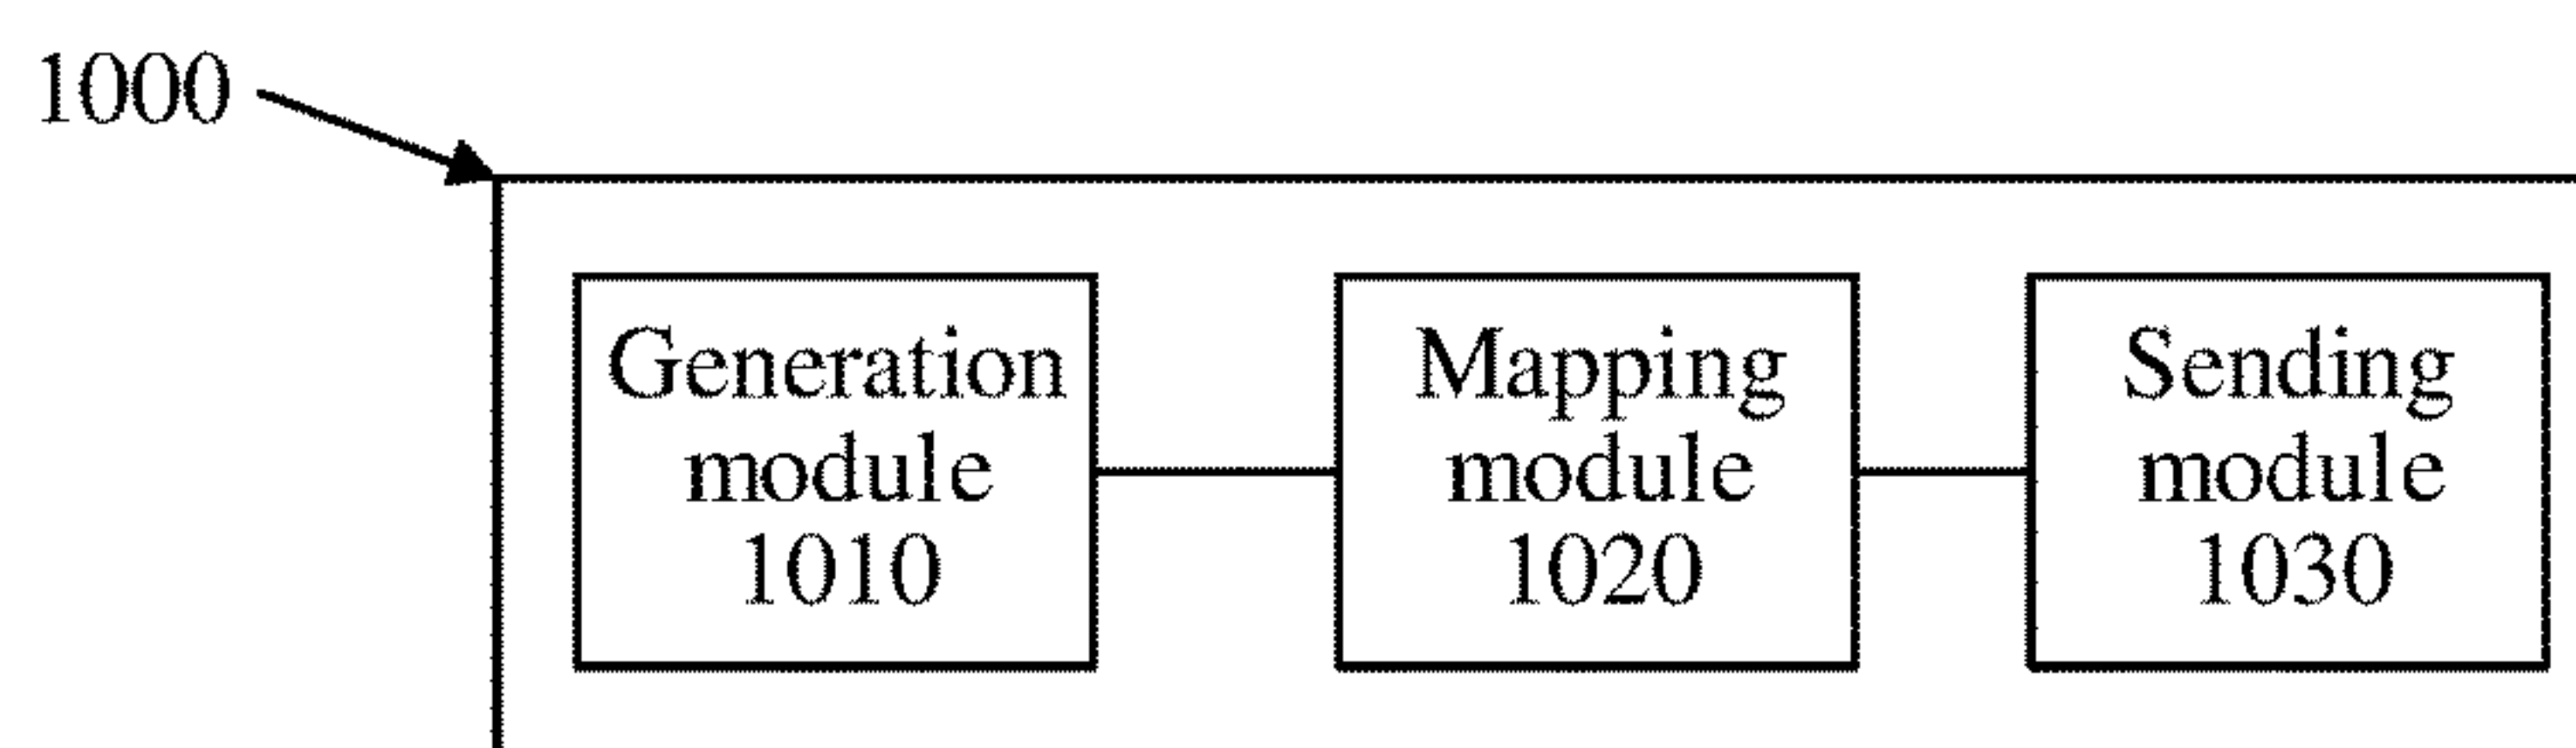 1000
Generation
module
1010
Mapping
module
1020
Sending
module
1030